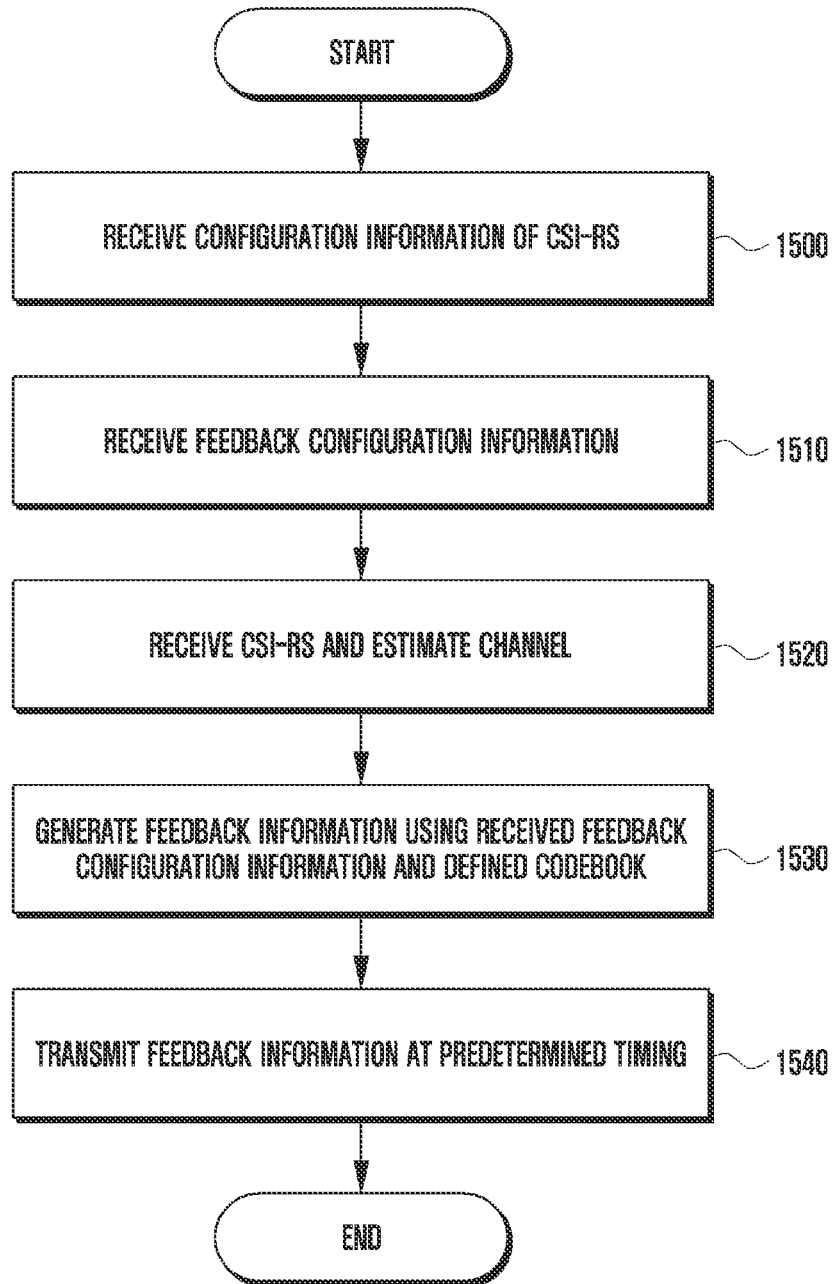 START
RECEIVE CONFIGURATION INFORMATION OF CSI-RS
1500
RECEIVE FEEDBACK CONFIGURATION INFORMATION
1510
RECEIVE CSI-RS AND ESTIMATE CHANNEL
1520
GENERATE FEEDBACK INFORMATION USING RECEIVED FEEDBACK
CONFIGURATION INFORMATION AND DEFINED CODEBOOK
1530
TRANSMIT FEEDBACK INFORMATION AT PREDETERMINED TIMING
1540
END